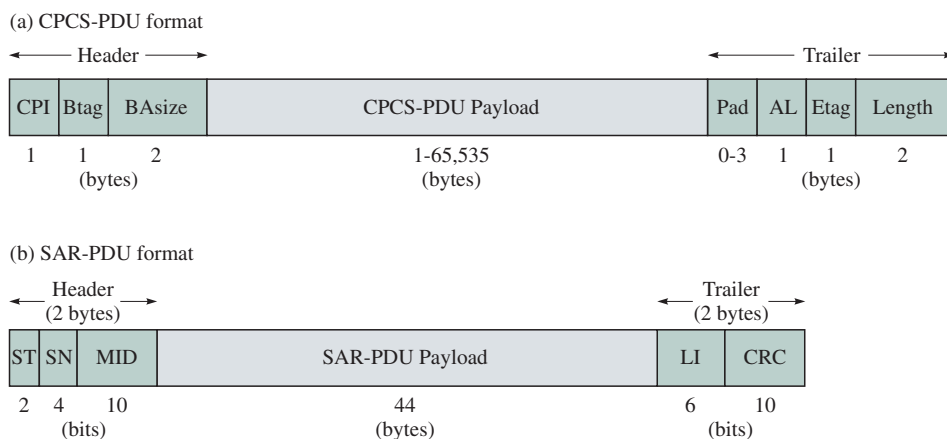 (a) CPCS-PDU format
Header
Trailer
CPI Btag BAsize CPCS-PDU Payload Pad AL Etag Length
1 1 2 1-65,535 0-3 1 1 2
(bytes) (bytes) (bytes)
(b) SAR-PDU format
Header
(2 bytes)
Trailer
(2 bytes)
ST SN MID SAR-PDU Payload LI CRC
2 4 10 44 6 10
(bits) (bytes) (bits)